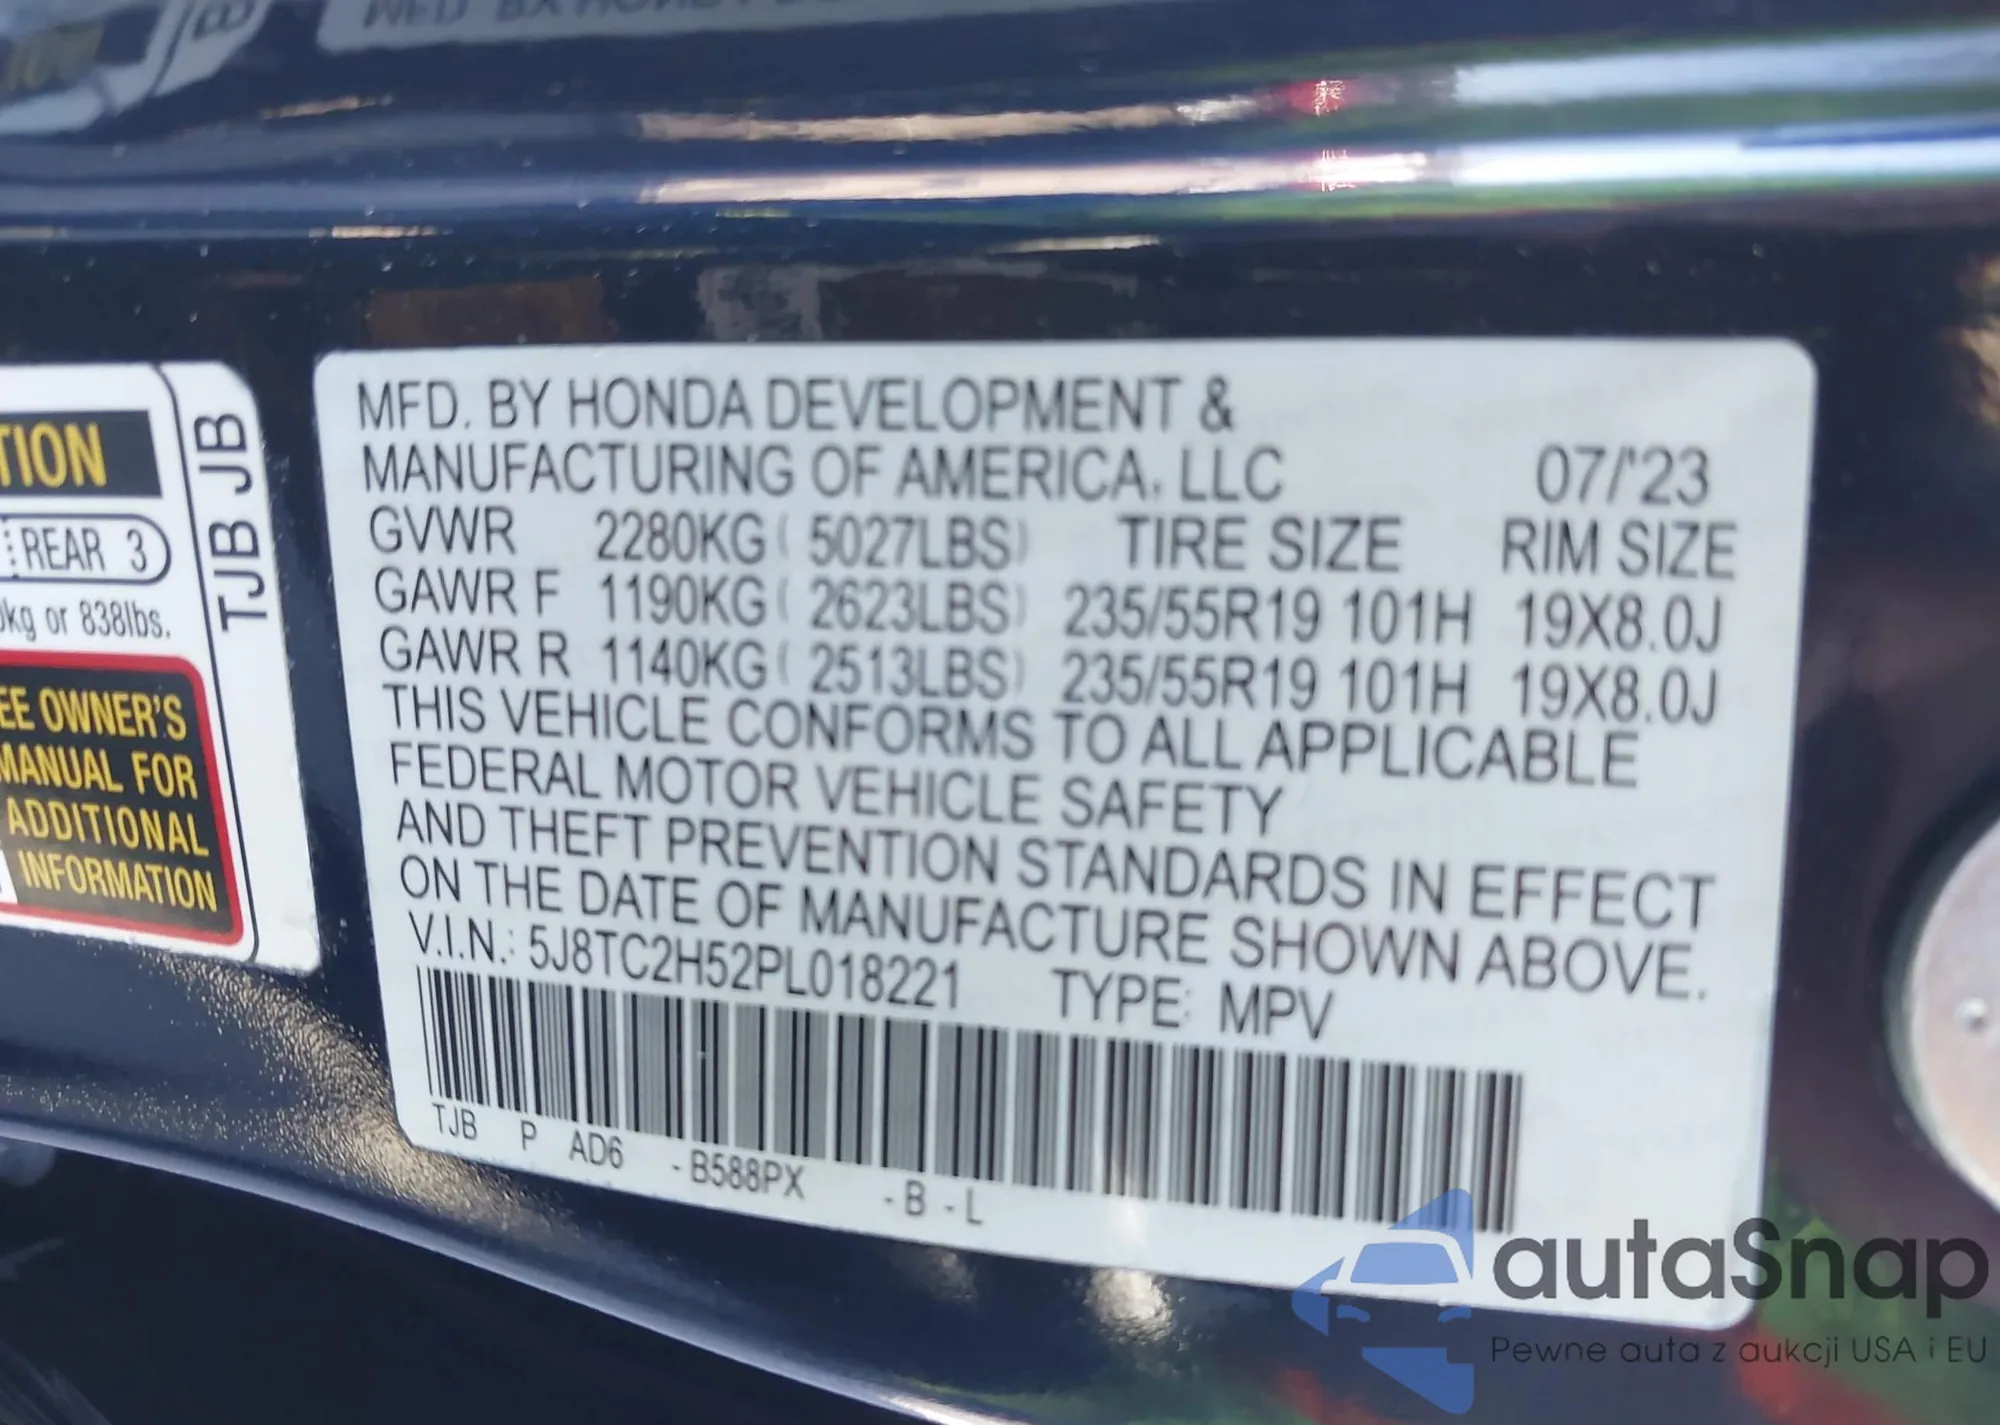 MFD. BY HONDA DEVELOPMENT &
MANUFACTURING OF AMERICA, LLC 07/'23
GVWR 2280KG ( 5027LBS) TIRE SIZE RIM SIZE
GAWR F 1190KG ( 2623LBS) 235/55R19 101H 19X8.0J
GAWR R 1140KG ( 2513LBS) 235/55R19 101H 19X8.0J
THIS VEHICLE CONFORMS TO ALL APPLICABLE
FEDERAL MOTOR VEHICLE SAFETY
AND THEFT PREVENTION STANDARDS IN EFFECT
ON THE DATE OF MANUFACTURE SHOWN ABOVE.
V.I.N.: 5J8TC2H52PL018221 TYPE: MPV
TJB P AD6 -B588PX -B -L
TION
REAR 3
kg or 838lbs.
EE OWNER'S
MANUAL FOR
ADDITIONAL
INFORMATION
TJB JB
autaSnap
Pewne auta z aukcji USA i EU